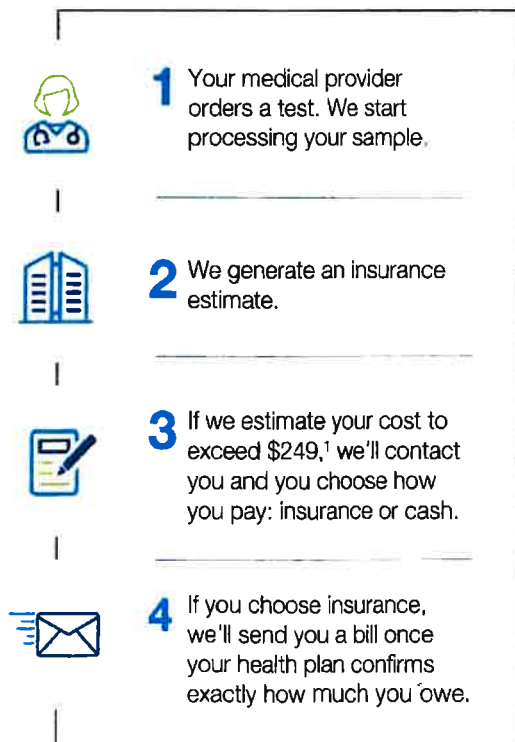 1 Your medical provider
orders a test. We start
processing your sample.
2 We generate an insurance
estimate.
3 If we estimate your cost to
exceed $249,¹ we'll contact
you and you choose how
you pay: insurance or cash.
4 If you choose insurance,
we'll send you a bill once
your health plan confirms
exactly how much you owe.